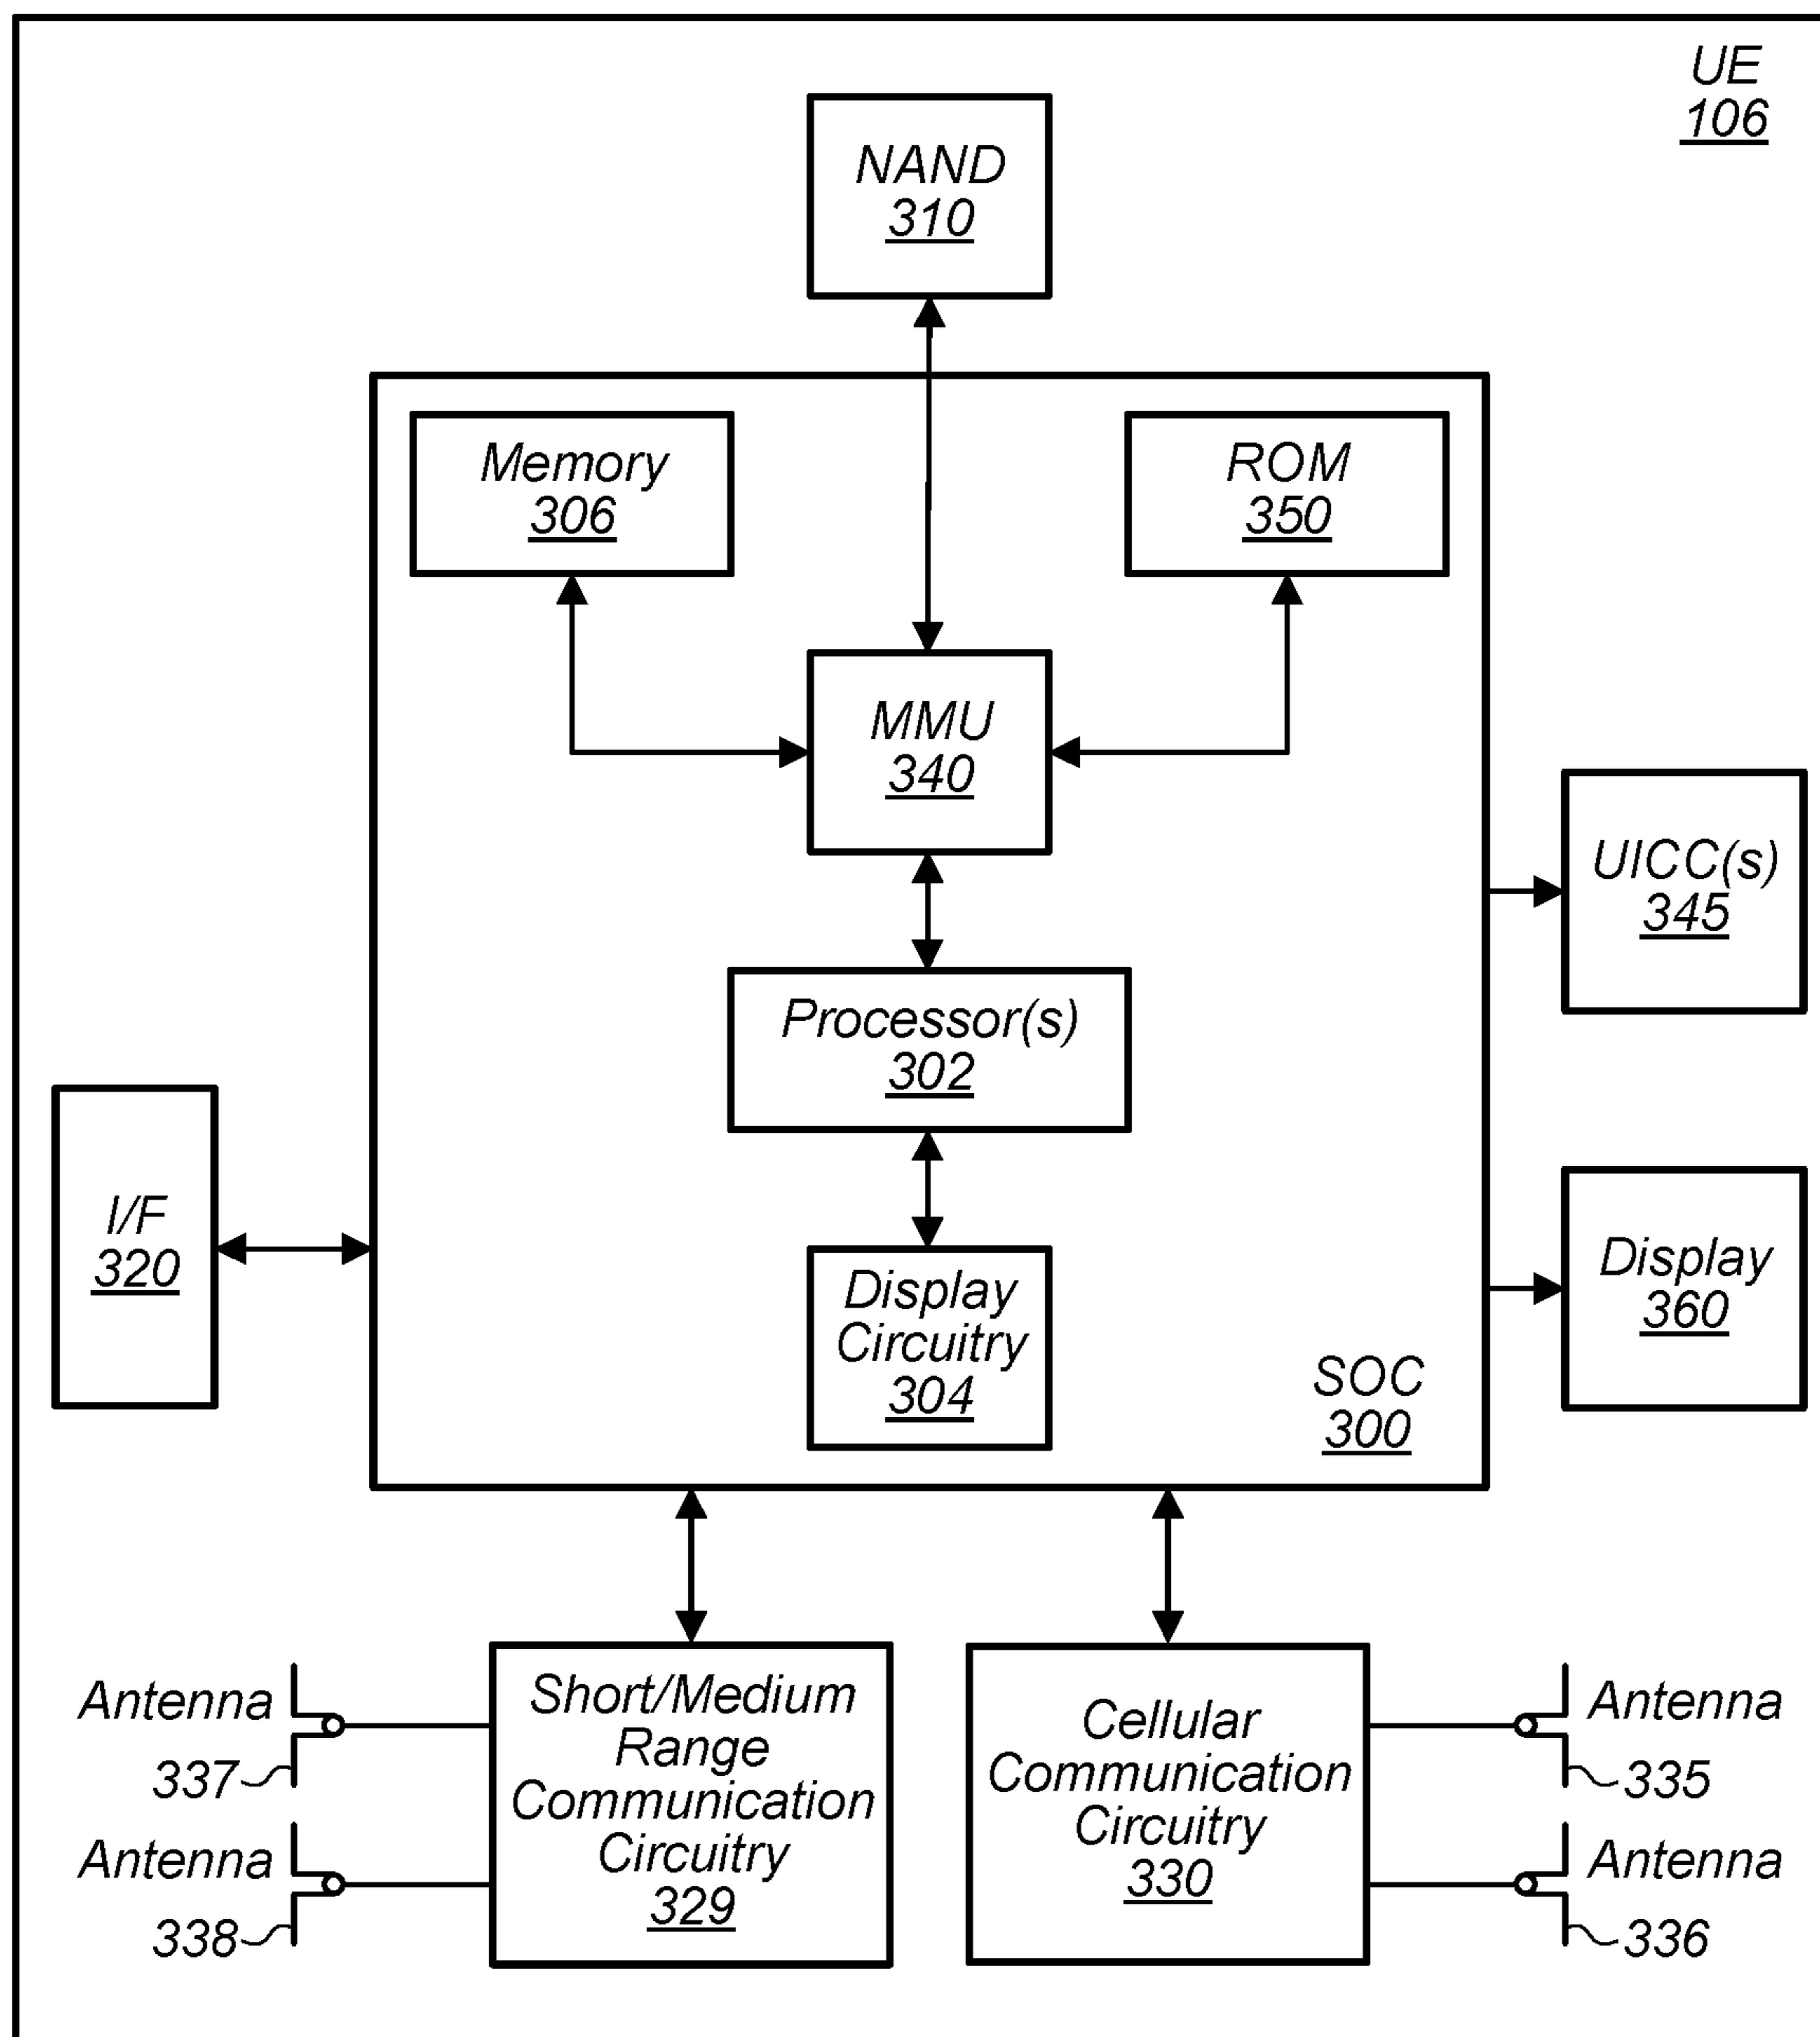 UE
106
NAND
310
Memory
306
ROM
350
MMU
340
UICC(s)
345
Processor(s)
302
I/F
320
Display
360
Display
Circuitry
304
SOC
300
Antenna
337
Antenna
338
Short/Medium
Range
Communication
Circuitry
329
Cellular
Communication
Circuitry
330
Antenna
335
Antenna
336